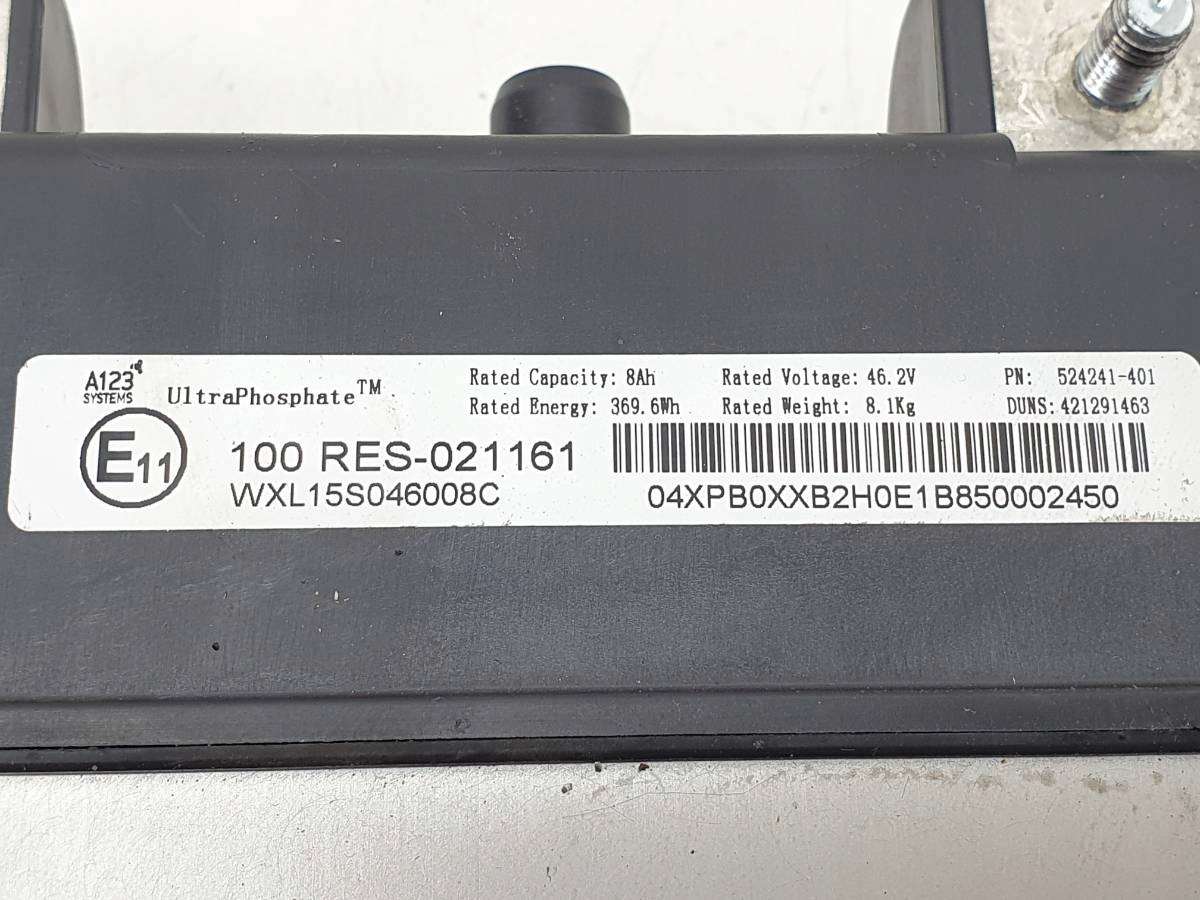 A123
SYSTEMS
UltraPhosphate™
Rated Capacity: 8Ah
Rated Voltage: 46.2V
PN: 524241-401
Rated Energy: 369.6Wh
Rated Weight: 8.1Kg
DUNS: 421291463
E11
100 RES-021161
WXL15S046008C
04XPB0XXB2H0E1B850002450